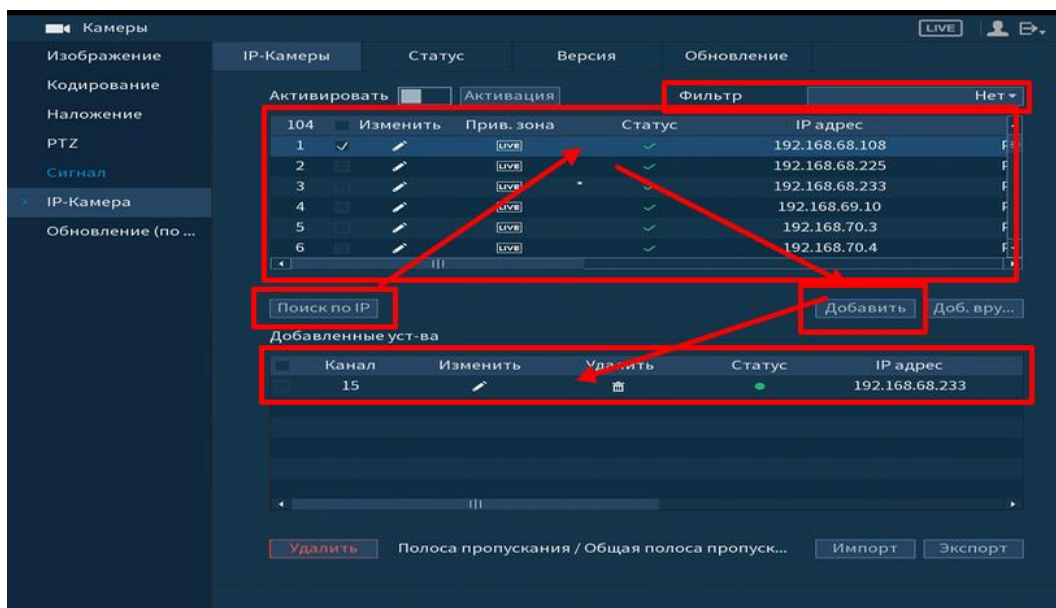 Камеры LIVE
Изображение
Кодирование
Наложение
PTZ
Сигнал
IP-Камера
Обновление (по ...
IP-Камеры Статус Версия Обновление
Активировать Активация Фильтр Нет
104 Изменить Прив. зона Статус IP адрес
1 LIVE 192.168.68.108
2 LIVE 192.168.68.225
3 LIVE 192.168.68.233
4 LIVE 192.168.69.10
5 LIVE 192.168.70.3
6 LIVE 192.168.70.4
Поиск по IP Добавить Доб. вру...
Добавленные уст-ва
Канал Изменить Удалить Статус IP адрес
15 192.168.68.233
Удалить Полоса пропускания / Общая полоса пропуск... Импорт Экспорт